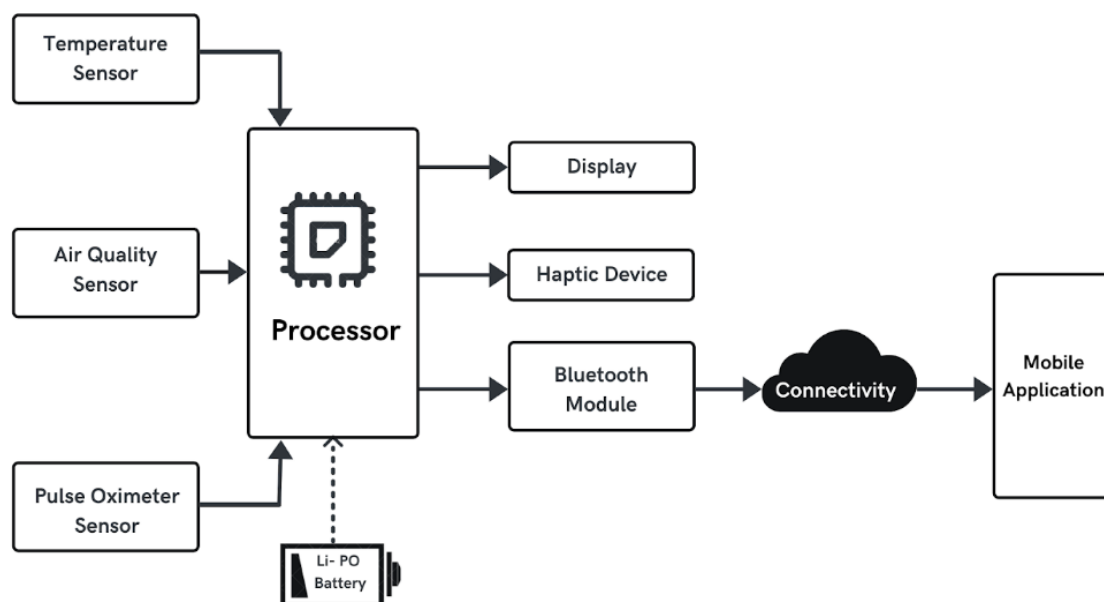 Temperature
Sensor
Air Quality
Sensor
Pulse Oximeter
Sensor
Processor
Li- PO
Battery
Display
Haptic Device
Bluetooth
Module
Connectivity
Mobile
Application